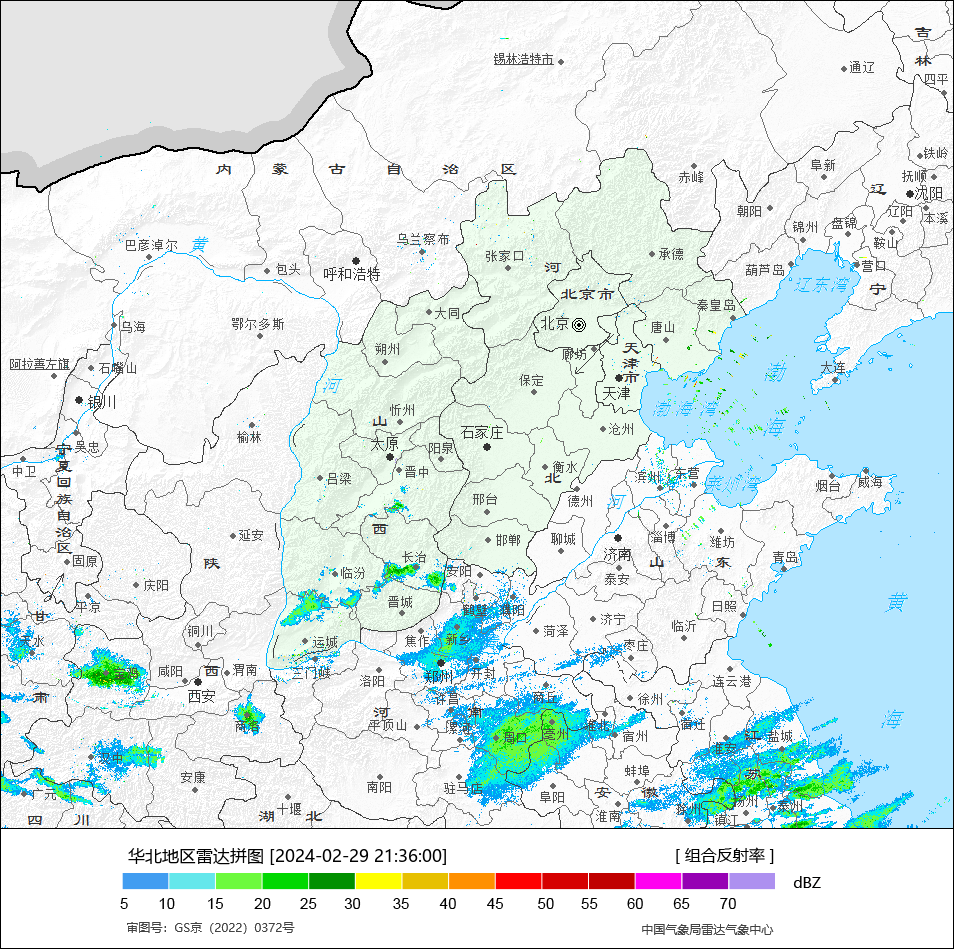 吉
锡林浩特市
林
通辽
四平
铁岭
内蒙古自治区
阜新
抚顺
赤峰
辽
沈阳
朝阳
辽阳
本溪
锦州
盘锦
鞍山
巴彦淖尔
黄
乌兰察布
张家口
承德
包头
呼和浩特
河
葫芦岛
营口
辽东湾
宁
北京市
秦皇岛
乌海
鄂尔多斯
大同
北京
唐山
朔州
廊坊
天津市
阿拉善左旗
石嘴山
保定
大连
渤
河
天津
银川
忻州
渤海湾
山
沧州
海
榆林
太原
石家庄
吴忠
宁夏回族自治区
阳泉
中卫
吕梁
晋中
衡水
北
滨州
东营
莱州湾
烟台
威海
邢台
德州
河
西
延安
邯郸
聊城
济南
淄博
潍坊
青岛
固原
陕
长治
山
东
临汾
安阳
泰安
庆阳
平凉
晋城
鹤壁
濮阳
日照
黄
甘
铜川
运城
焦作
新乡
菏泽
济宁
临沂
天水
枣庄
宝鸡
咸阳
西
渭南
三门峡
洛阳
郑州
开封
连云港
肃
西安
许昌
商丘
徐州
河
南
平顶山
漯河
淮北
宿迁
海
商洛
周口
亳州
宿州
淮安
江
盐城
安康
南阳
驻马店
阜阳
蚌埠
苏
广元
安
徽
扬州
泰州
滁州
四川
湖北
十堰
淮南
镇江
华北地区雷达拼图 [2024-02-29 21:36:00]
[ 组合反射率 ]
dBZ
5 10 15 20 25 30 35 40 45 50 55 60 65 70
审图号：GS京（2022）0372号
中国气象局雷达气象中心